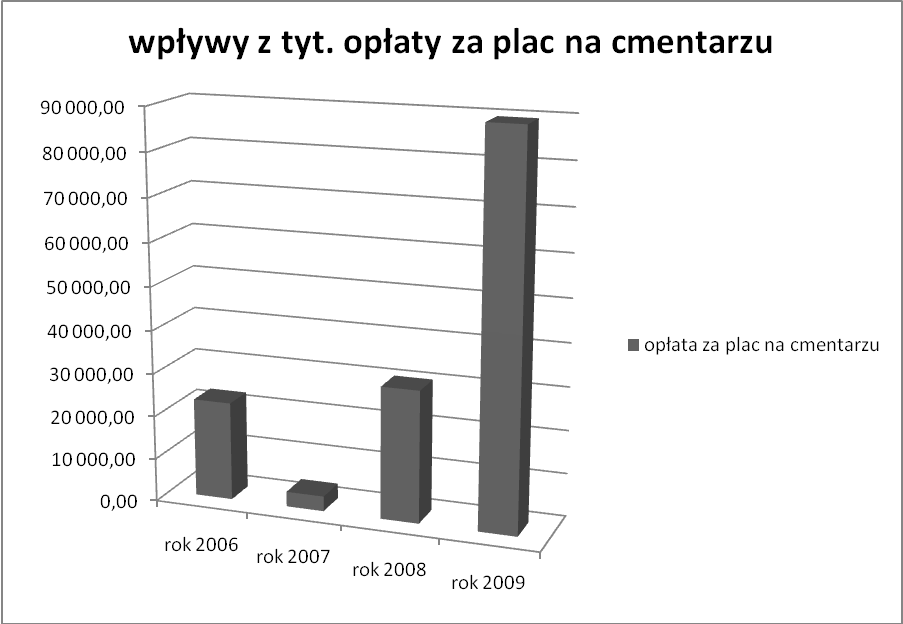 wpływy z tyt. opłaty za plac na cmentarzu
90 000,00
80 000,00
70 000,00
60 000,00
50 000,00
40 000,00
30 000,00
20 000,00
10 000,00
0,00
rok 2006
rok 2007
rok 2008
rok 2009
opłata za plac na cmentarzu